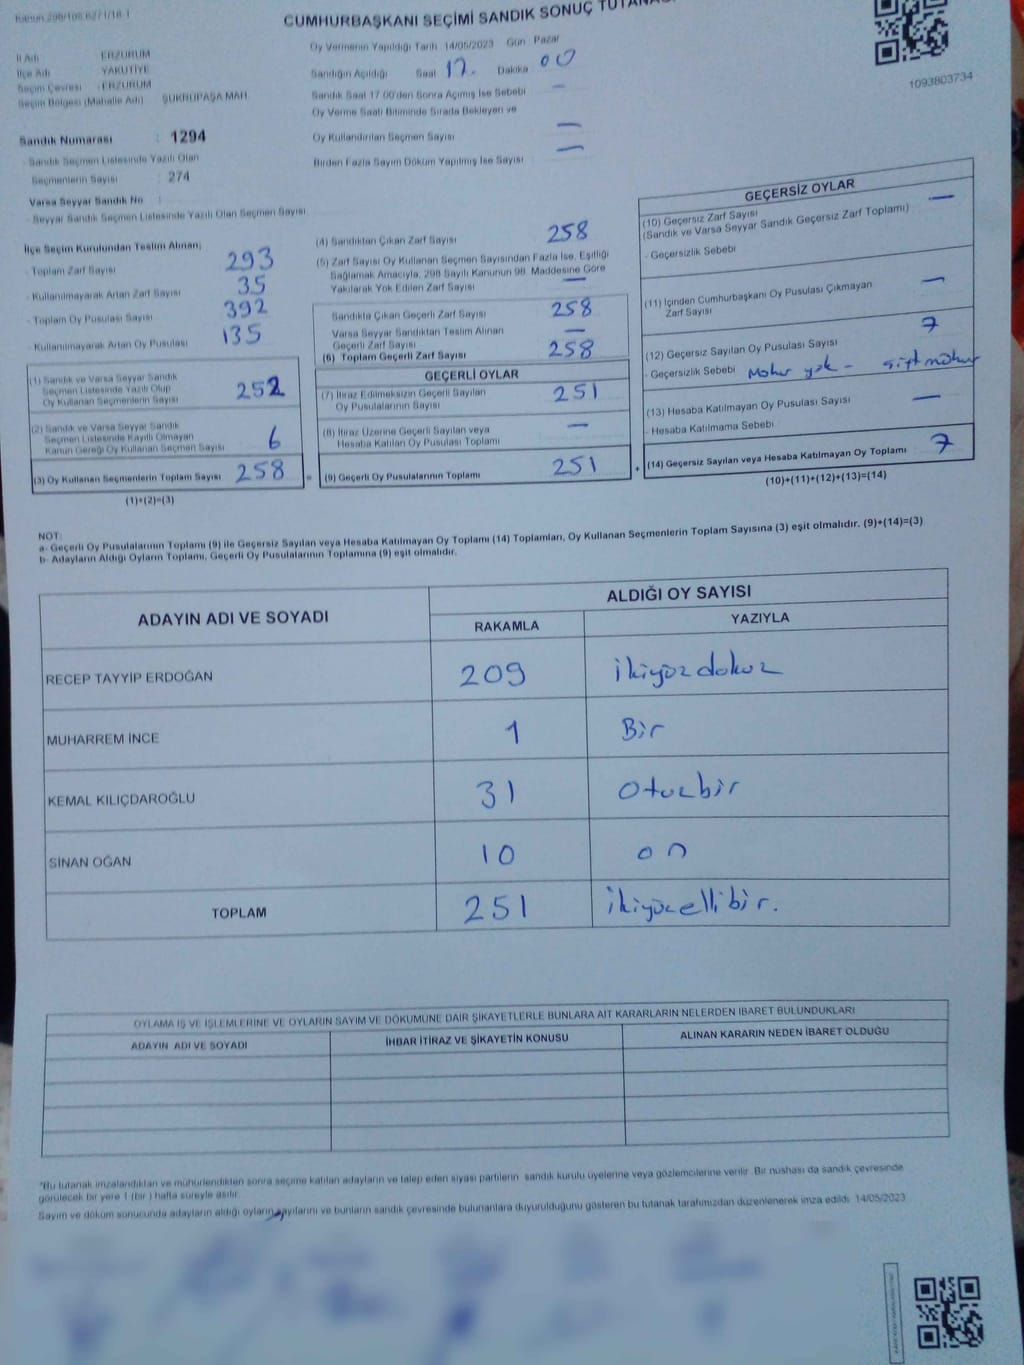 CUMHURBAŞKANI SEÇİMİ SANDIK SONUÇ
İl Adı : ERZURUM
İlçe Adı : YAKUTİYE
Seçim Çevresi : ERZURUM
Seçim Bölgesi (Mahalle Adı) : ŞÜKRÜPAŞA MAH.
Sandık Numarası : 1294
Sandık Seçmen Listesinde Yazılı Olan
Seçmenlerin Sayısı : 274
Varsa Seyyar Sandık No :
- Seyyar Sandık Seçmen Listesinde Yazılı Olan Seçmen Sayısı
Oy Vermenin Yapıldığı Tarih 14/05/2023 Gün Pazar
Sandığın Açıldığı Saat 17. Dakika 00
Sandık Saat 17.00'den Sonra Açılmış İse Sebebi —
Oy Verme Saati Bitiminde Sırada Bekleyen ve
Oy Kullandırılan Seçmen Sayısı —
Birden Fazla Sayım Döküm Yapılmış İse Sayısı —
1093803734
İlçe Seçim Kurulundan Teslim Alınan;
- Toplam Zarf Sayısı 293
- Kullanılmayarak Artan Zarf Sayısı 35
- Toplam Oy Pusulası Sayısı 392
- Kullanılmayarak Artan Oy Pusulası 135
(1) Sandık ve Varsa Seyyar Sandık
Seçmen Listesinde Yazılı Olup
Oy Kullanan Seçmenlerin Sayısı 252
(2) Sandık ve Varsa Seyyar Sandık
Seçmen Listesinde Kayıtlı Olmayan
Kanun Gereği Oy Kullanan Seçmen Sayısı 6
(3) Oy Kullanan Seçmenlerin Toplam Sayısı 258
(1)+(2)=(3)
(4) Sandıktan Çıkan Zarf Sayısı 258
(5) Zarf Sayısı Oy Kullanan Seçmen Sayısından Fazla İse, Eşitliği
Sağlamak Amacıyla, 298 Sayılı Kanunun 98. Maddesine Göre
Yakılarak Yok Edilen Zarf Sayısı —
Sandıkta Çıkan Geçerli Zarf Sayısı 258
Varsa Seyyar Sandıktan Teslim Alınan
Geçerli Zarf Sayısı —
(6) Toplam Geçerli Zarf Sayısı 258
GEÇERLİ OYLAR
(7) İtiraz Edilmeksizin Geçerli Sayılan
Oy Pusulalarının Sayısı 251
(8) İtiraz Üzerine Geçerli Sayılan veya
Hesaba Katılan Oy Pusulası Toplamı —
= (9) Geçerli Oy Pusulalarının Toplamı 251
GEÇERSİZ OYLAR
(10) Geçersiz Zarf Sayısı —
(Sandık ve Varsa Seyyar Sandık Geçersiz Zarf Toplamı)
- Geçersizlik Sebebi
(11) İçinden Cumhurbaşkanı Oy Pusulası Çıkmayan
Zarf Sayısı —
(12) Geçersiz Sayılan Oy Pusulası Sayısı 7
- Geçersizlik Sebebi Mühür yok - Çift mühür
(13) Hesaba Katılmayan Oy Pusulası Sayısı —
- Hesaba Katılmama Sebebi
+ (14) Geçersiz Sayılan veya Hesaba Katılmayan Oy Toplamı 7
(10)+(11)+(12)+(13)=(14)
NOT:
a- Geçerli Oy Pusulalarının Toplamı (9) ile Geçersiz Sayılan veya Hesaba Katılmayan Oy Toplamı (14) Toplamları, Oy Kullanan Seçmenlerin Toplam Sayısına (3) eşit olmalıdır. (9)+(14)=(3)
b- Adayların Aldığı Oyların Toplamı, Geçerli Oy Pusulalarının Toplamına (9) eşit olmalıdır.
ADAYIN ADI VE SOYADI
ALDIĞI OY SAYISI
RAKAMLA YAZIYLA
RECEP TAYYİP ERDOĞAN 209 ikiyüzdokuz
MUHARREM İNCE 1 Bir
KEMAL KILIÇDAROĞLU 31 Otuzbir
SİNAN OĞAN 10 on
TOPLAM 251 ikiyüzellibir.
OYLAMA İŞ VE İŞLEMLERİNE VE OYLARIN SAYIM VE DÖKÜMÜNE DAİR ŞİKAYETLERLE BUNLARA AİT KARARLARIN NELERDEN İBARET BULUNDUKLARI
ADAYIN ADI VE SOYADI İHBAR İTİRAZ VE ŞİKAYETİN KONUSU ALINAN KARARIN NEDEN İBARET OLDUĞU
"Bu tutanak imzalandıktan ve mühürlendikten sonra seçime katılan adayların ve talep eden siyasi partilerin sandık kurulu üyelerine veya gözlemcilerine verilir. Bir nüshası da sandık çevresinde
görülecek bir yere 1 (bir) hafta süreyle asılır.
Sayım ve döküm sonucunda adayların aldığı oyların sayılarını ve bunların sandık çevresinde bulunanlara duyurulduğunu gösteren bu tutanak tarafımızdan düzenlenerek imza edildi. 14/05/2023